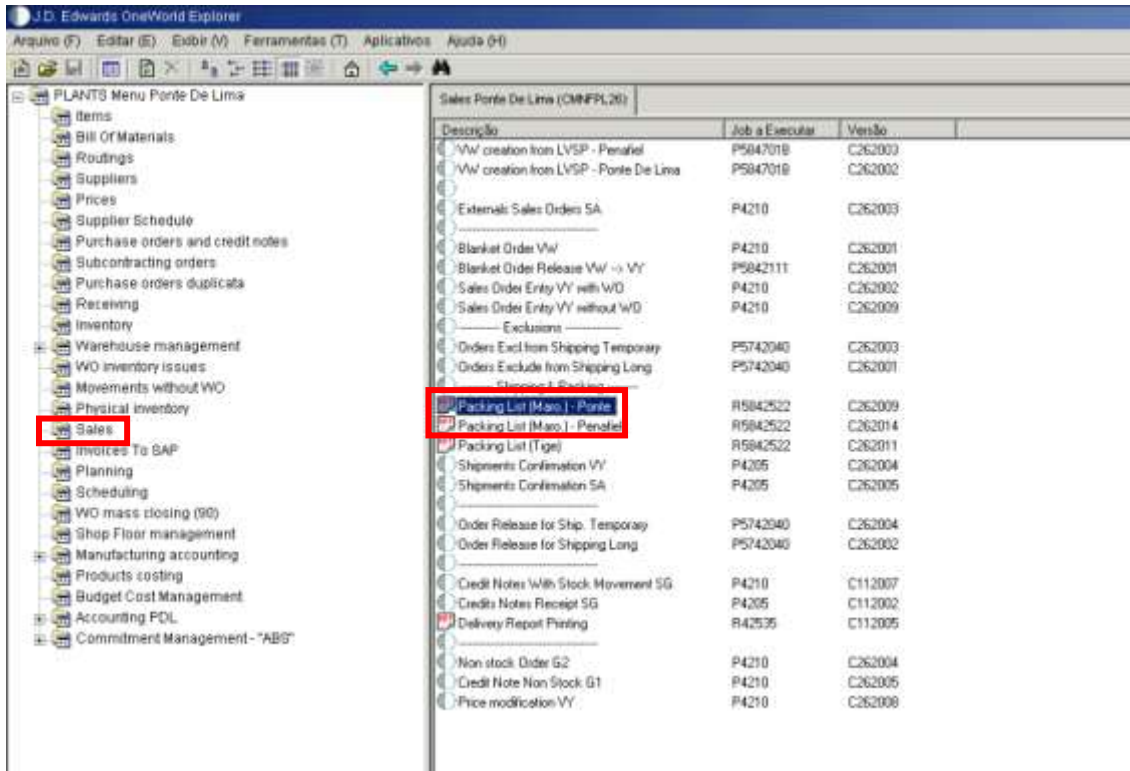 J.D. Edwards OneWorld Explorer
Arquivo (F) Editar (E) Exibir (V) Ferramentas (T) Aplicativos Ajuda (H)
PLANTS Menu Ponte De Lima
Items
Bill Of Materials
Routings
Suppliers
Prices
Supplier Schedule
Purchase orders and credit notes
Subcontracting orders
Purchase orders duplicata
Receiving
Inventory
Warehouse management
WO inventory issues
Movements without WO
Physical inventory
Sales
Invoices To SAP
Planning
Scheduling
WO mass closing (90)
Shop Floor management
Manufacturing accounting
Products costing
Budget Cost Management
Accounting PDL
Commitment Management - "ABS"
Sales Ponte De Lima (CMNFPL26)
Descrição Job a Executar Versão
VW creation from LVSP - Penafiel P584701B C262003
VW creation from LVSP - Ponte De Lima P584701B C262002
Externals Sales Orders SA P4210 C262003
------------------------------
Blanket Order VW P4210 C262001
Blanket Order Release VW -> VY P5842111 C262001
Sales Order Entry VY with WO P4210 C262002
Sales Order Entry VY without WO P4210 C262009
---------- Exclusions -------------
Orders Excl from Shipping Temporary P5742040 C262003
Orders Exclude from Shipping Long P5742040 C262001
-------- Shipping & Packing ------
Packing List (Maro.) - Ponte R5842522 C262009
Packing List (Maro.) - Penafiel R5842522 C262014
Packing List (Tige) R5842522 C262011
Shipments Confirmation VY P4205 C262004
Shipments Confirmation SA P4205 C262005
------------------------------
Order Release for Ship. Temporary P5742040 C262004
Order Release for Shipping Long P5742040 C262002
------------------------------
Credit Notes With Stock Movement SG P4210 C112007
Credits Notes Receipt SG P4205 C112002
Delivery Report Printing R42535 C112005
------------------------------
Non stock Order G2 P4210 C262004
Credit Note Non Stock G1 P4210 C262005
Price modification VY P4210 C262008